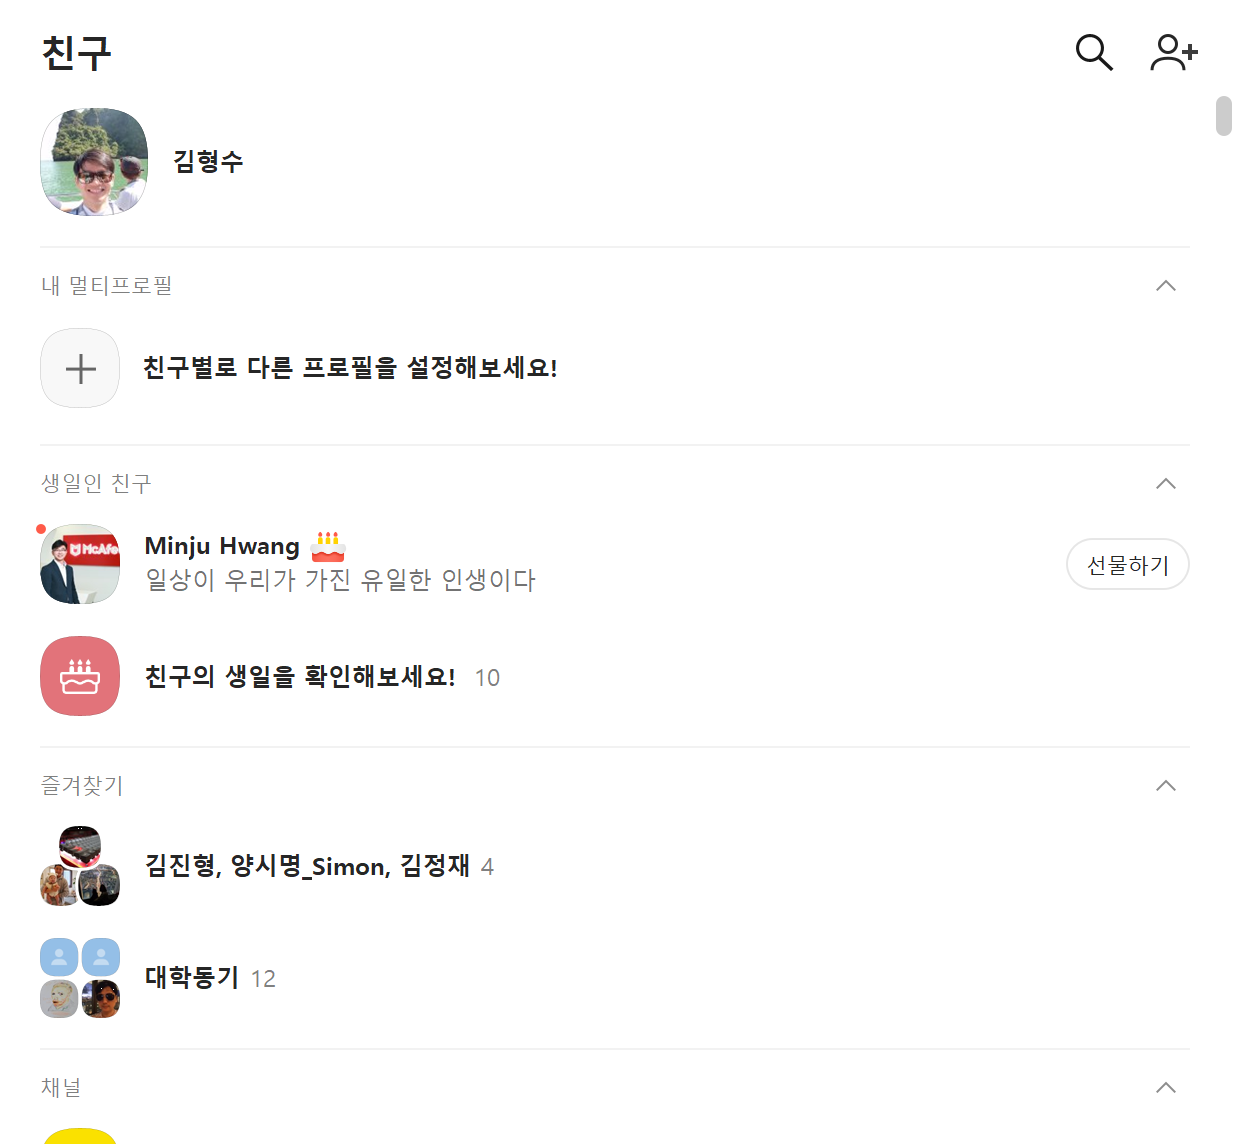 친구
김형수
내 멀티프로필
친구별로 다른 프로필을 설정해보세요!
생일인 친구
McAfe
Minju Hwang
일상이 우리가 가진 유일한 인생이다
선물하기
친구의 생일을 확인해보세요! 10
즐겨찾기
김진형, 양시명_Simon, 김정재 4
대학동기 12
채널